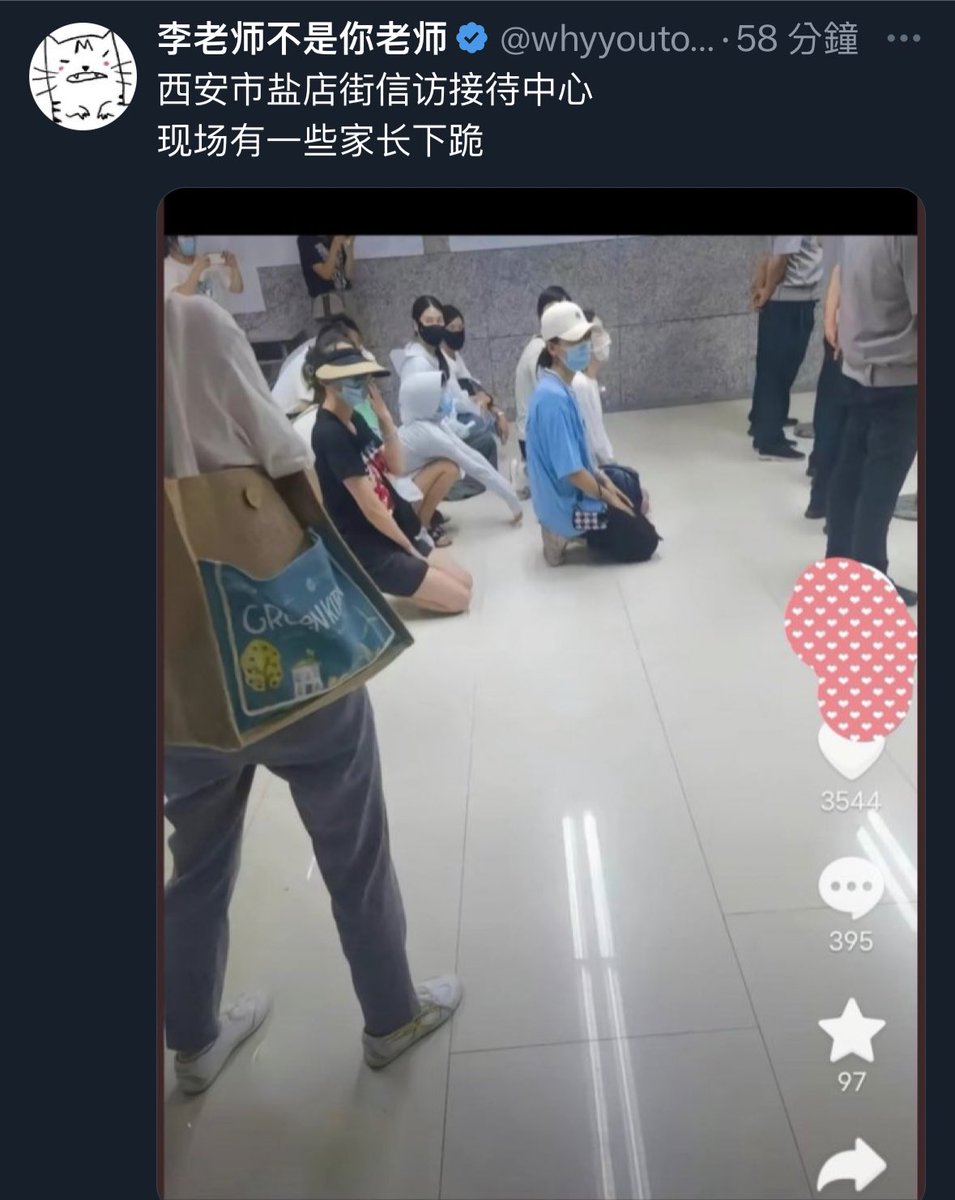 李老师不是你老师 @whyyouto... · 58 分鐘
西安市盐店街信访接待中心
现场有一些家长下跪
3544
395
97